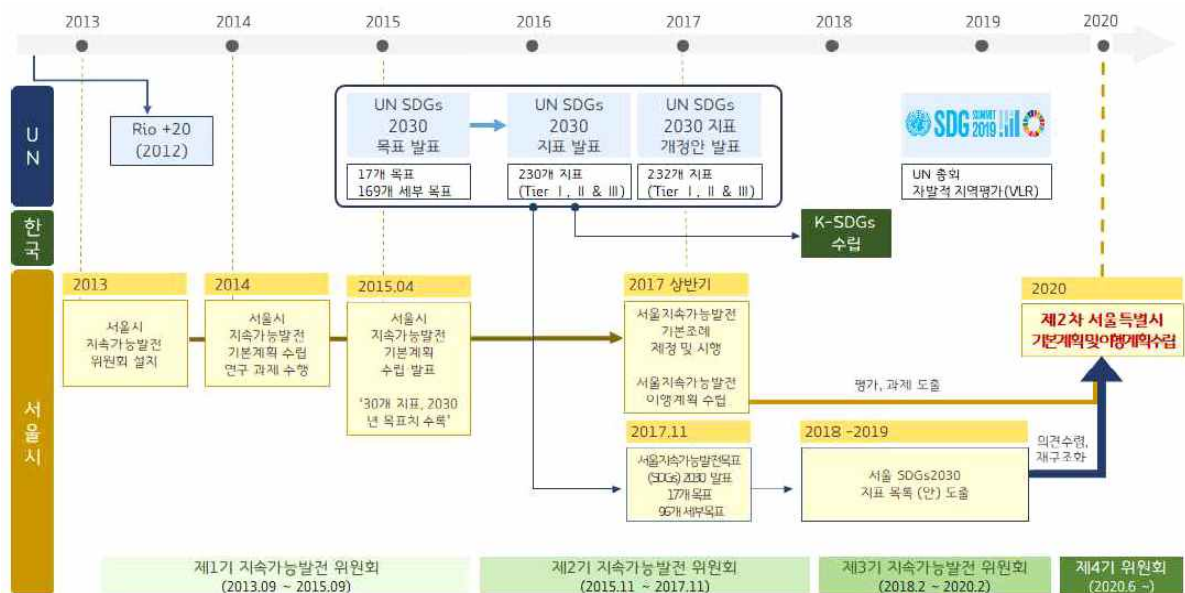 2013
2014
2015
2016
2017
2018
2019
2020
U
N
Rio +20
(2012)
UN SDGs
2030
목표 발표
17개 목표
169개 세부 목표
UN SDGs
2030
지표 발표
230개 지표
(Tier Ⅰ, Ⅱ & Ⅲ)
UN SDGs
2030 지표
개정안 발표
232개 지표
(Tier Ⅰ, Ⅱ & Ⅲ)
SDG SUMMIT 2019
UN 총회
자발적 지역평가(VLR)
한
국
K-SDGs
수립
서
울
시
2013
서울시
지속가능발전
위원회 설치
2014
서울시
지속가능발전
기본계획 수립
연구 과제 수행
2015.04
서울시
지속가능발전
기본계획
수립 발표
'30개 지표, 2030
년 목표치 수록'
2017 상반기
서울지속가능발전
기본조례
제정 및 시행
서울지속가능발전
이행계획 수립
평가, 과제 도출
2020
제2차 서울특별시
기본계획및이행계획수립
2017.11
서울지속가능발전목표
(SDGs) 2030 발표
17개 목표
96개 세부목표
2018 -2019
서울 SDGs2030
지표 목록 (안) 도출
의견수렴,
재구조화
제1기 지속가능발전 위원회
(2013.09 ~ 2015.09)
제2기 지속가능발전 위원회
(2015.11 ~ 2017.11)
제3기 지속가능발전 위원회
(2018.2 ~ 2020.2)
제4기 위원회
(2020.6 ~)